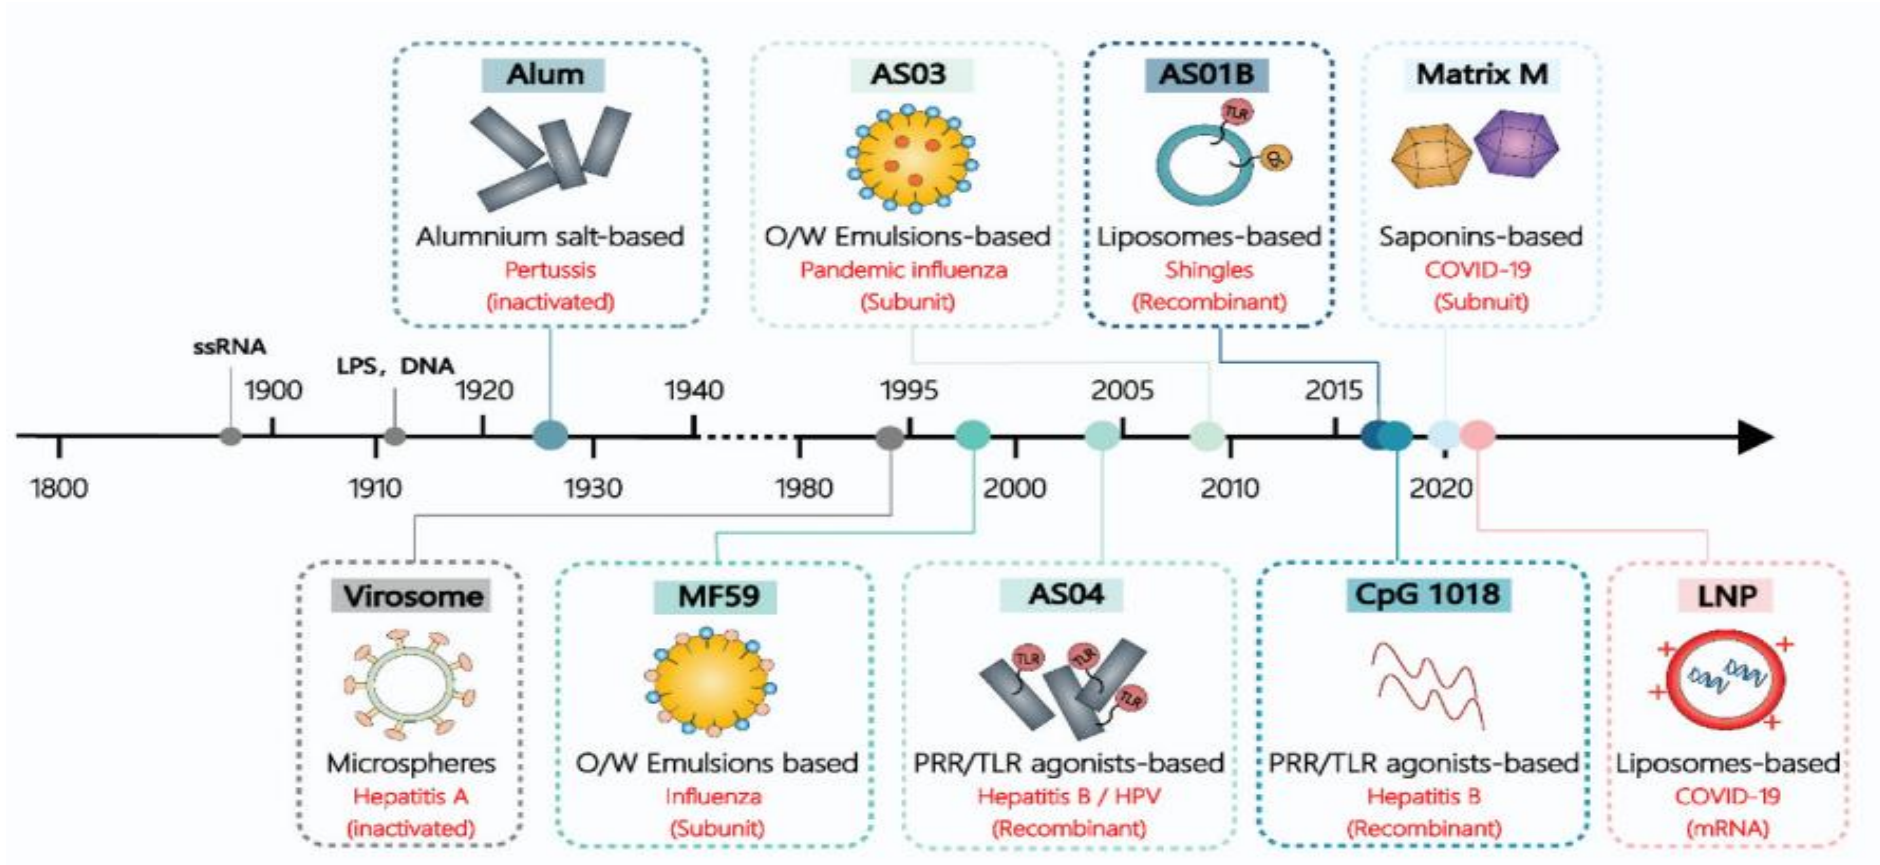 Alum
Alumnium salt-based
Pertussis
(inactivated)
AS03
O/W Emulsions-based
Pandemic influenza
(Subunit)
AS01B
TLR
QS
Liposomes-based
Shingles
(Recombinant)
Matrix M
Saponins-based
COVID-19
(Subnuit)
ssRNA
LPS, DNA
1900
1920
1940
1995
2005
2015
1800
1910
1930
1980
2000
2010
2020
Virosome
Microspheres
Hepatitis A
(inactivated)
MF59
O/W Emulsions based
Influenza
(Subunit)
AS04
TLR
TLR
TLR
PRR/TLR agonists-based
Hepatitis B / HPV
(Recombinant)
CpG 1018
PRR/TLR agonists-based
Hepatitis B
(Recombinant)
LNP
Liposomes-based
COVID-19
(mRNA)